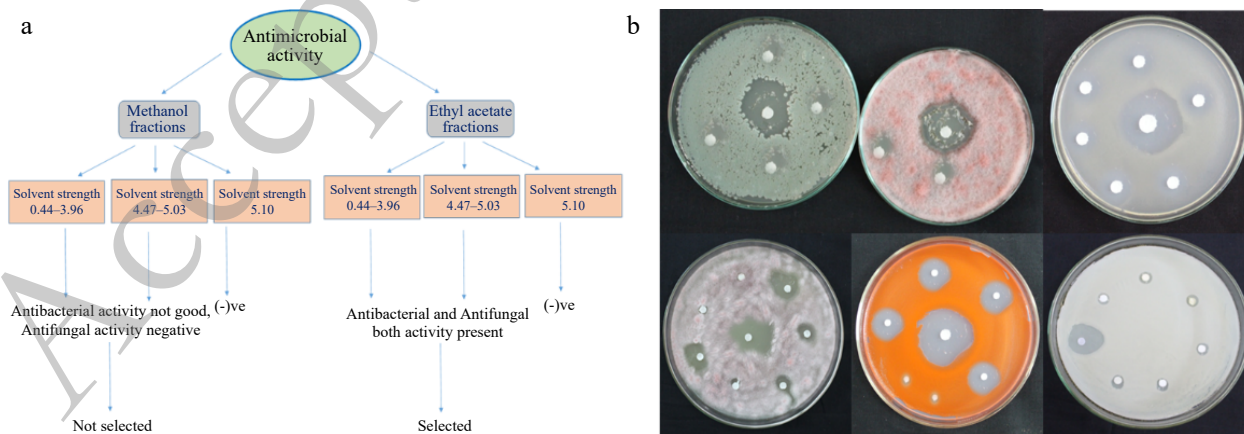 a
Antimicrobial
activity
Methanol
fractions
Ethyl acetate
fractions
Solvent strength
0.44–3.96
Solvent strength
4.47–5.03
Solvent strength
5.10
Solvent strength
0.44–3.96
Solvent strength
4.47–5.03
Solvent strength
5.10
Antibacterial activity not good,
Antifungal activity negative
(-)ve
Antibacterial and Antifungal
both activity present
(-)ve
Not selected
Selected
b